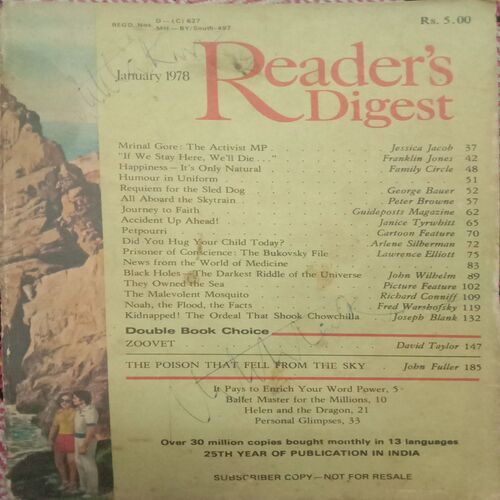 REGD. Nos. D—(C) 627
MH—BY/South-497
Rs. 5.00
January 1978
Reader's
Digest
Mrinal Gore: The Activist MP . . . Jessica Jacob 37
"If We Stay Here, We'll Die . . ." . . . Franklin Jones 42
Happiness — It's Only Natural . . . Family Circle 48
Humour in Uniform . . . 51
Requiem for the Sled Dog . . . George Bauer 52
All Aboard the Skytrain . . . Peter Browne 57
Journey to Faith . . . Guideposts Magazine 62
Accident Up Ahead! . . . Janice Tyrwhitt 65
Petpourri . . . Cartoon Feature 70
Did You Hug Your Child Today? . . . Arlene Silberman 72
Prisoner of Conscience: The Bukovsky File . . . Lawrence Elliott 75
News from the World of Medicine . . . 83
Black Holes—The Darkest Riddle of the Universe . . . John Wilhelm 89
They Owned the Sea . . . Picture Feature 102
The Malevolent Mosquito . . . Richard Conniff 109
Noah, the Flood, the Facts . . . Fred Warshofsky 119
Kidnapped! The Ordeal That Shook Chowchilla . . . Joseph Blank 132
Double Book Choice
ZOOVET . . . David Taylor 147
THE POISON THAT FELL FROM THE SKY . . . John Fuller 185
It Pays to Enrich Your Word Power, 5
Ballet Master for the Millions, 10
Helen and the Dragon, 21
Personal Glimpses, 33
Over 30 million copies bought monthly in 13 languages
25TH YEAR OF PUBLICATION IN INDIA
SUBSCRIBER COPY—NOT FOR RESALE